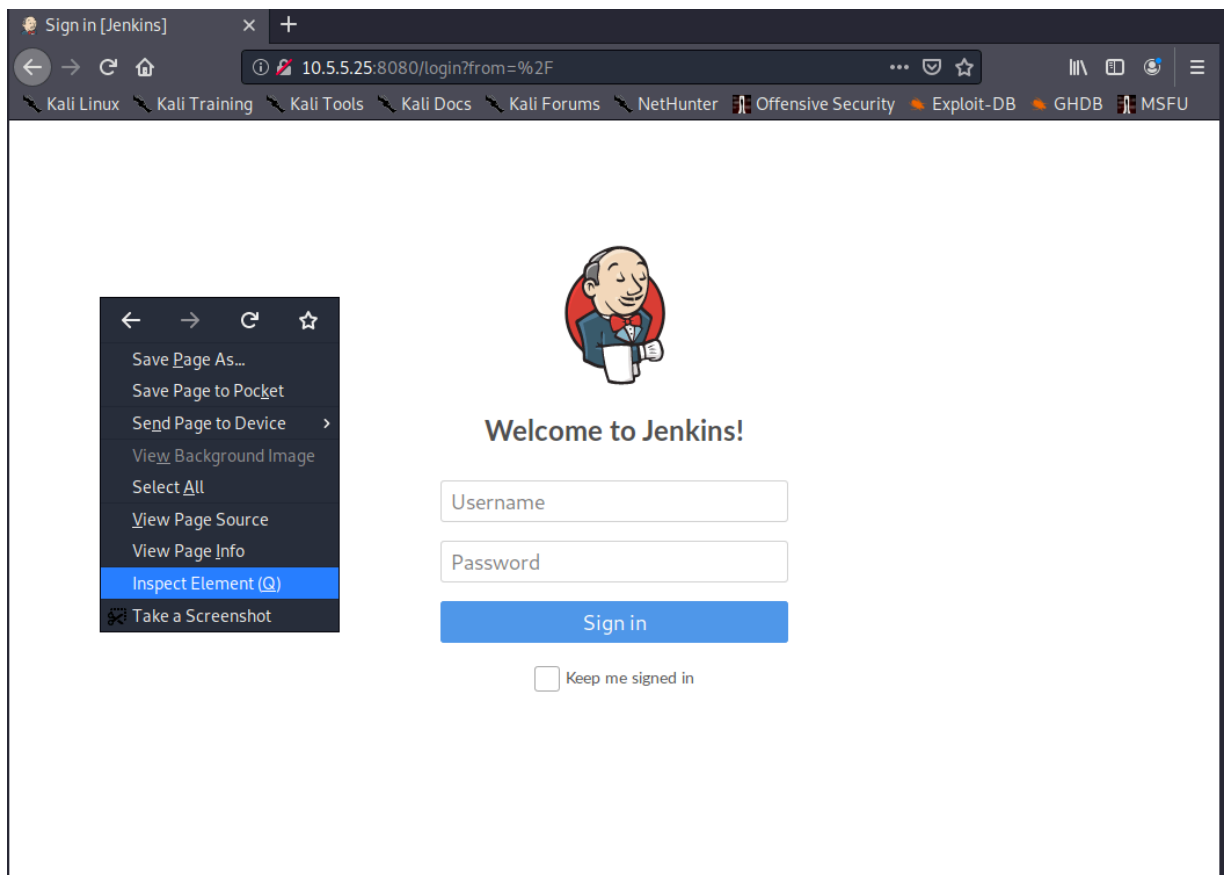 Sign in [Jenkins]
10.5.5.25:8080/login?from=%2F
Kali Linux Kali Training Kali Tools Kali Docs Kali Forums NetHunter Offensive Security Exploit-DB GHDB MSFU
Save Page As...
Save Page to Pocket
Send Page to Device
View Background Image
Select All
View Page Source
View Page Info
Inspect Element (Q)
Take a Screenshot
Welcome to Jenkins!
Username
Password
Sign in
Keep me signed in